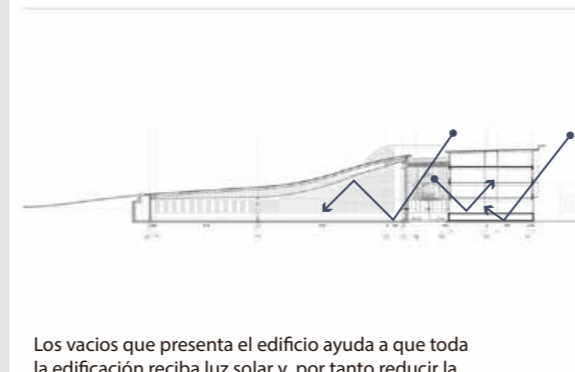 Los vacios que presenta el edificio ayuda a que toda
la edificación reciba luz solar y por tanto reducir la